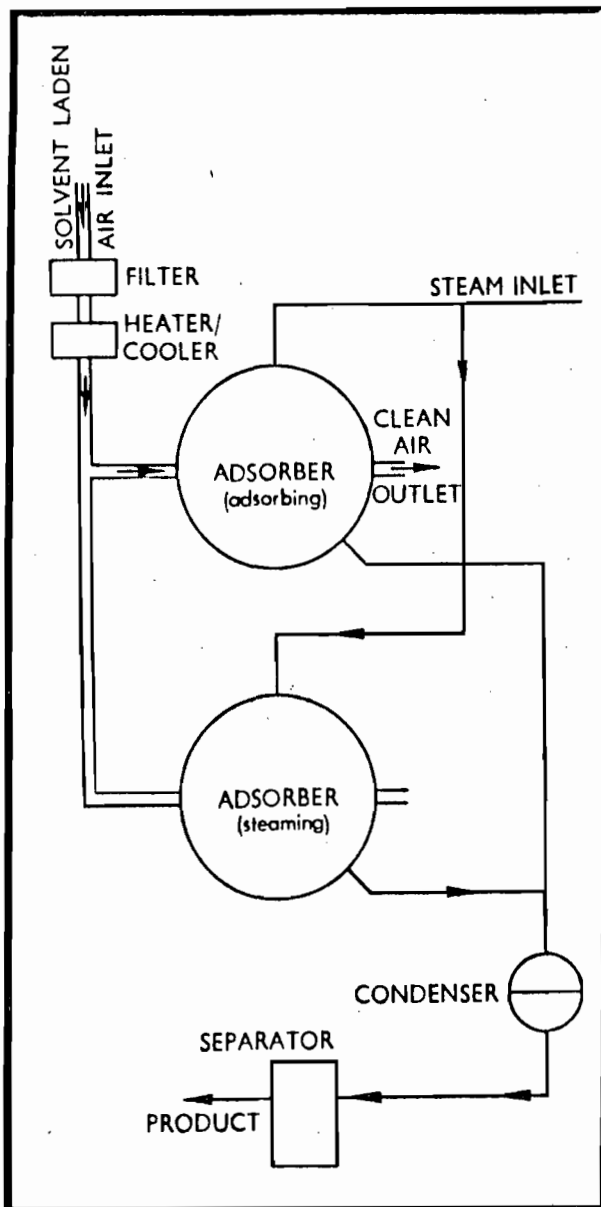 SOLVENT LADEN
AIR INLET
FILTER
HEATER/
COOLER
STEAM INLET
CLEAN
AIR
OUTLET
ADSORBER
(adsorbing)
ADSORBER
(steaming)
CONDENSER
SEPARATOR
PRODUCT